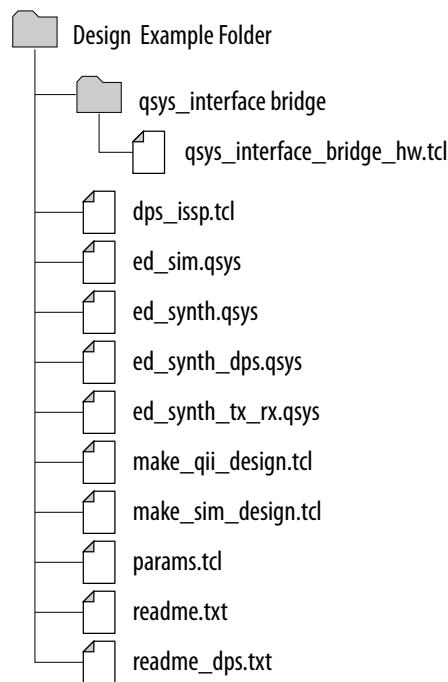 Design Example Folder
qsys_interface bridge
qsys_interface_bridge_hw.tcl
dps_issp.tcl
ed_sim.qsys
ed_synth.qsys
ed_synth_dps.qsys
ed_synth_tx_rx.qsys
make_qii_design.tcl
make_sim_design.tcl
params.tcl
readme.txt
readme_dps.txt